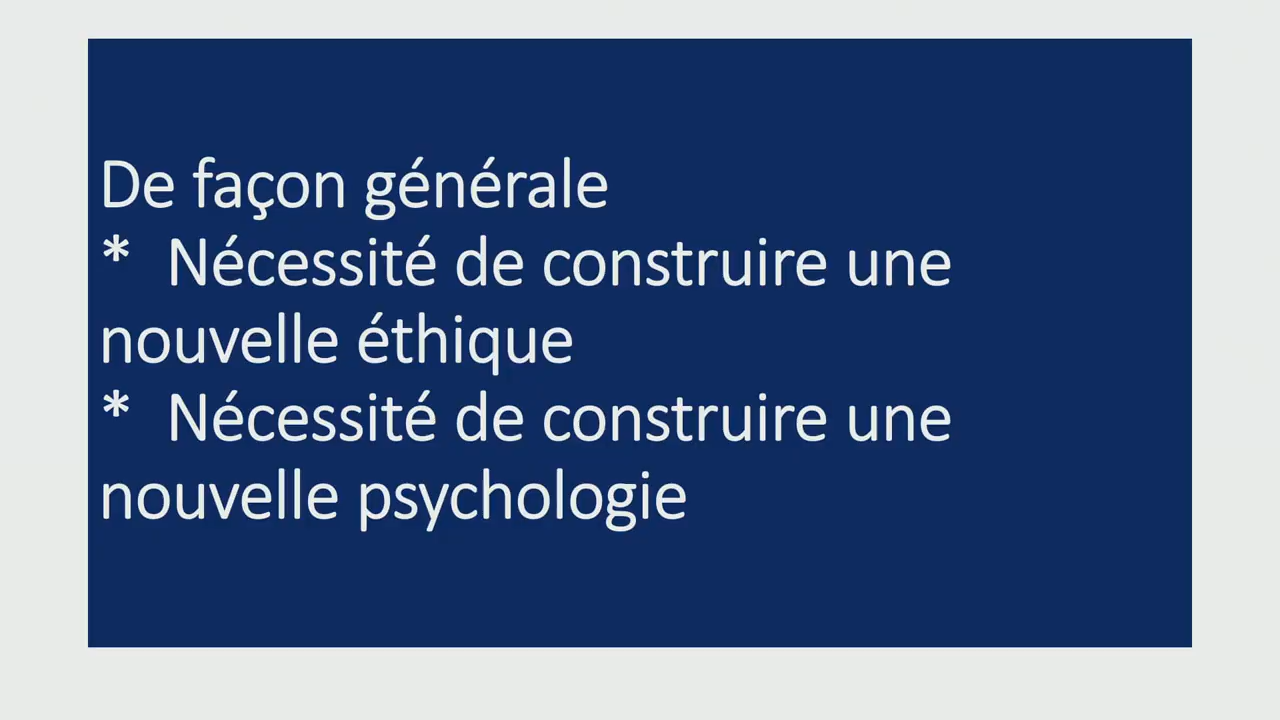 De façon générale
* Nécessité de construire une
nouvelle éthique
* Nécessité de construire une
nouvelle psychologie